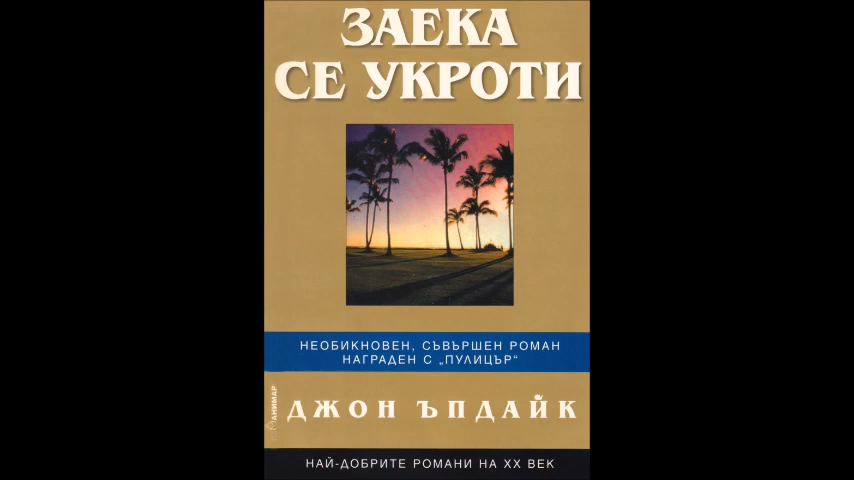 ЗАЕКА
СЕ УКРОТИ
НЕОБИКНОВЕН, СЪВЪРШЕН РОМАН
НАГРАДЕН С „ПУЛИЦЪР“
ДЖОН ЪПДАЙК
НАЙ-ДОБРИТЕ РОМАНИ НА XX ВЕК